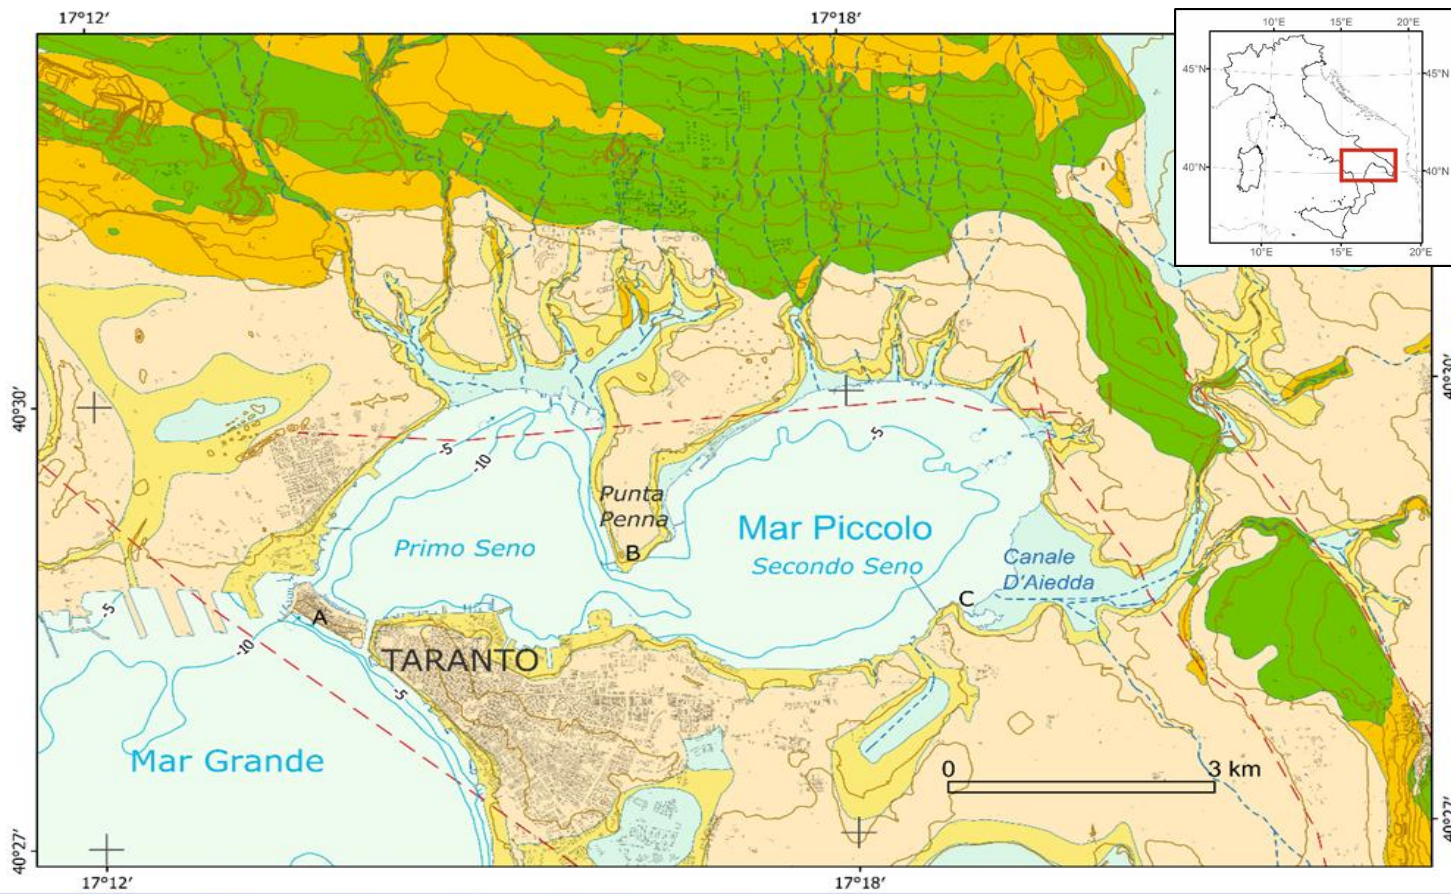 17°12′
17°18′
10°E
15°E
20°E
45°N
45°N
40°N
40°N
10°E
15°E
20°E
40°30′
40°30′
-5
-10
-5
Punta
Penna
B
Mar Piccolo
Primo Seno
Secondo Seno
Canale
D'Aiedda
C
-5
A
-10
TARANTO
-5
Mar Grande
0
3 km
40°27′
40°27′
17°12′
17°18′